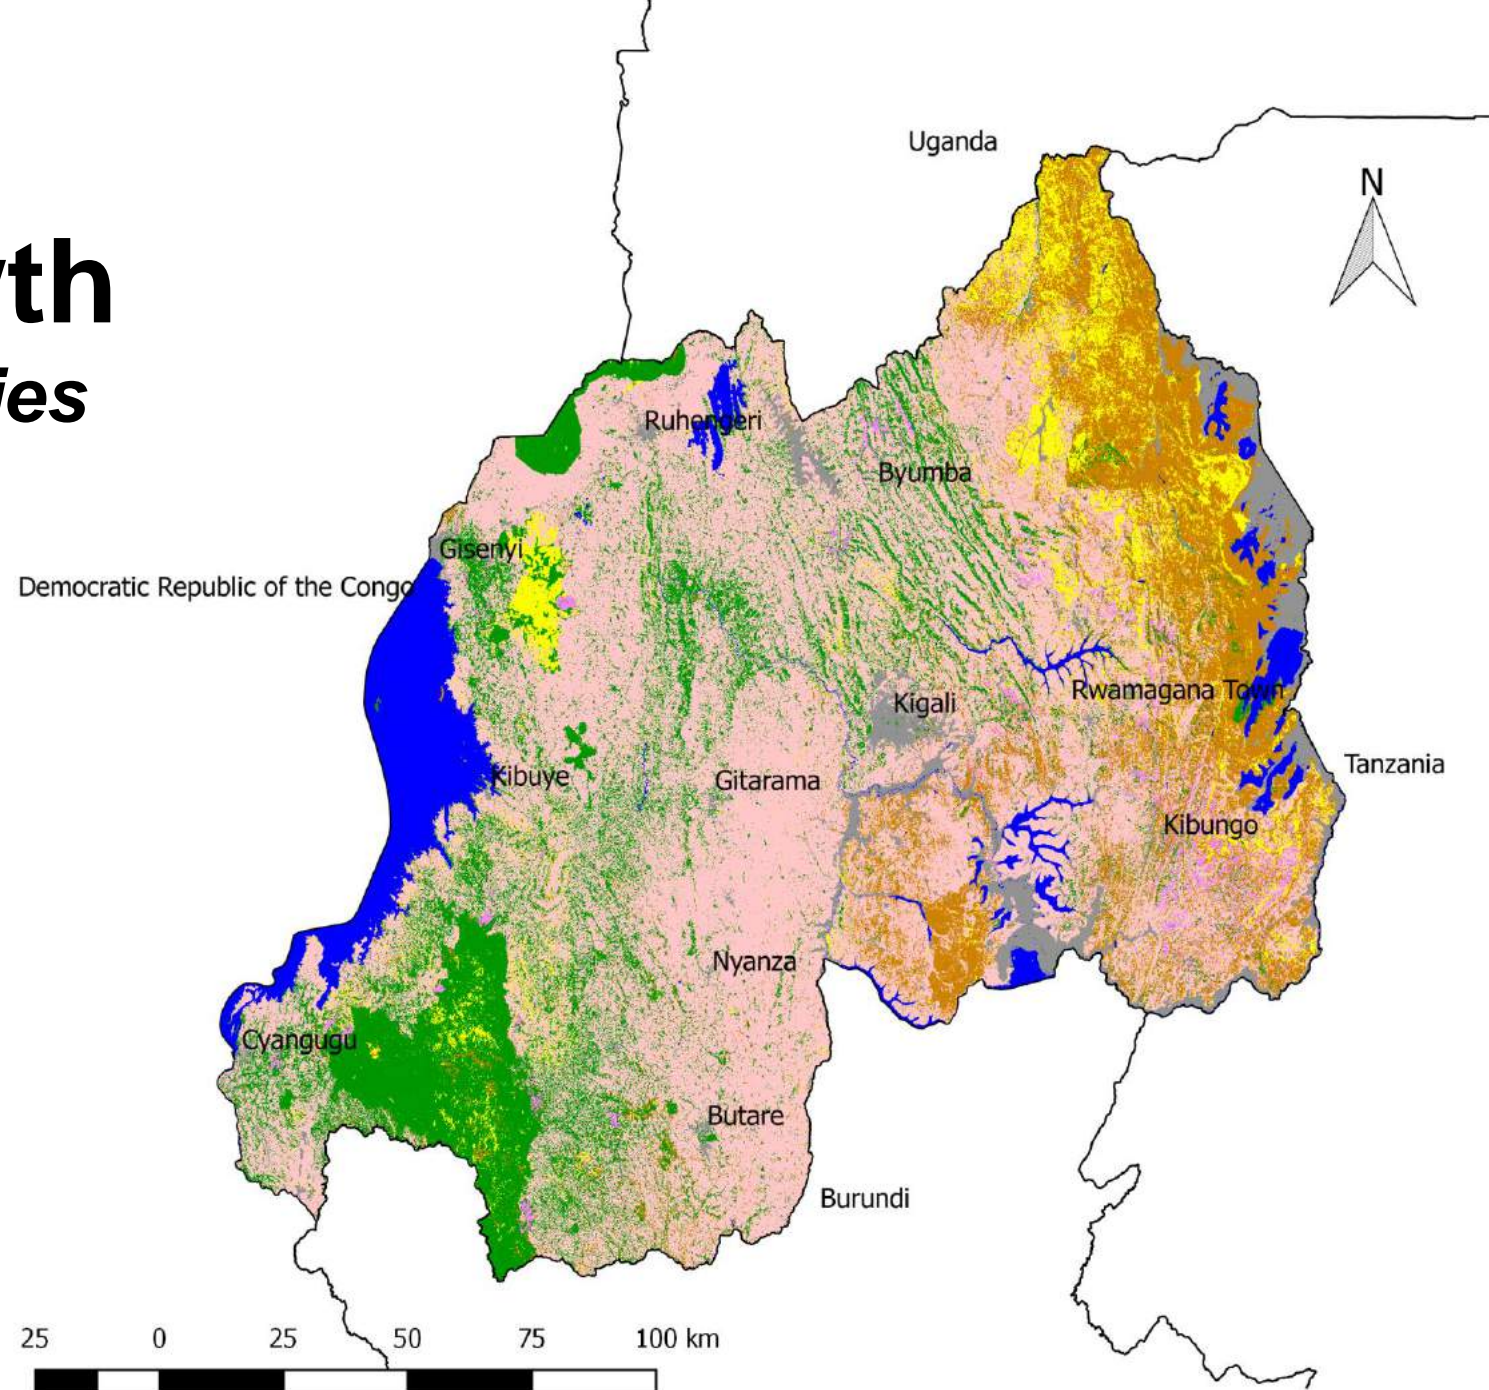 Uganda
N
wth
ies
Ruhengeri
Byumba
Gisenyi
Democratic Republic of the Congo
Rwamagana Town
Kigali
Tanzania
Kibuye
Gitarama
Kibungo
Nyanza
Cyangugu
Butare
Burundi
25 0 25 50 75 100 km